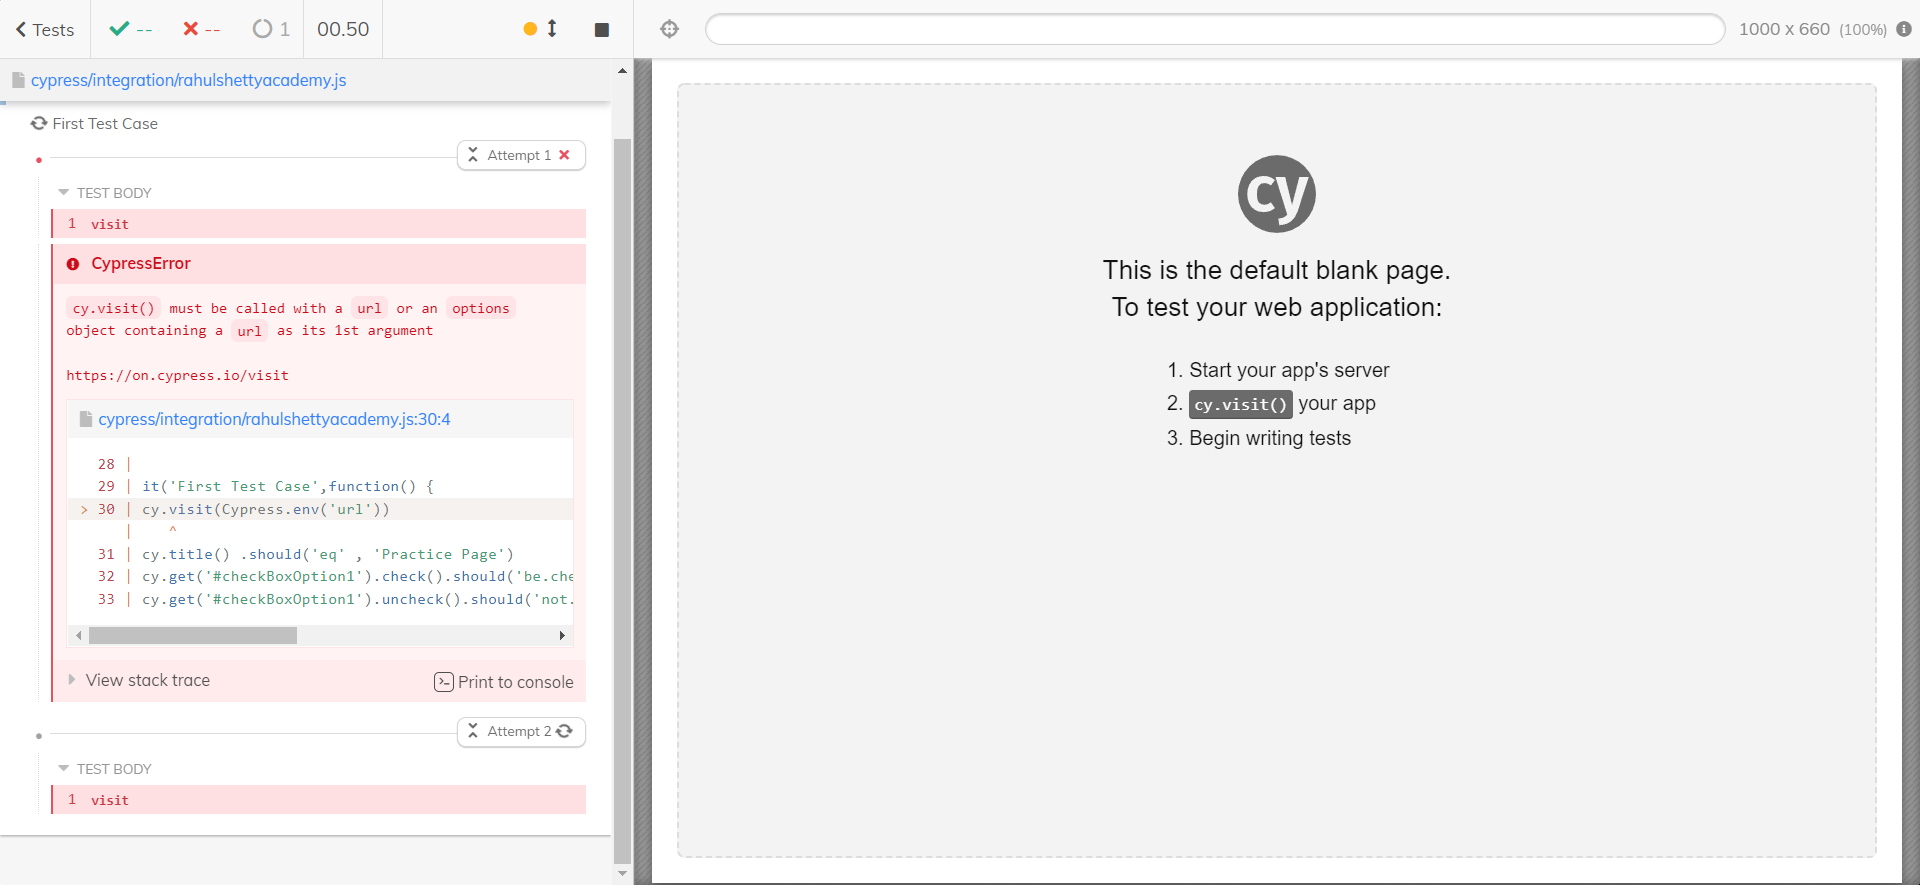 Tests
--
--
1
00.50
1000 x 660 (100%)
cypress/integration/rahulshettyacademy.js
First Test Case
Attempt 1
TEST BODY
1 visit
CypressError
cy.visit() must be called with a url or an options
object containing a url as its 1st argument
https://on.cypress.io/visit
cypress/integration/rahulshettyacademy.js:30:4
28 |
29 | it('First Test Case',function() {
> 30 | cy.visit(Cypress.env('url'))
| ^
31 | cy.title() .should('eq' , 'Practice Page')
32 | cy.get('#checkBoxOption1').check().should('be.che
33 | cy.get('#checkBoxOption1').uncheck().should('not.
View stack trace
Print to console
Attempt 2
TEST BODY
1 visit
cy
This is the default blank page.
To test your web application:
1. Start your app's server
2. cy.visit() your app
3. Begin writing tests